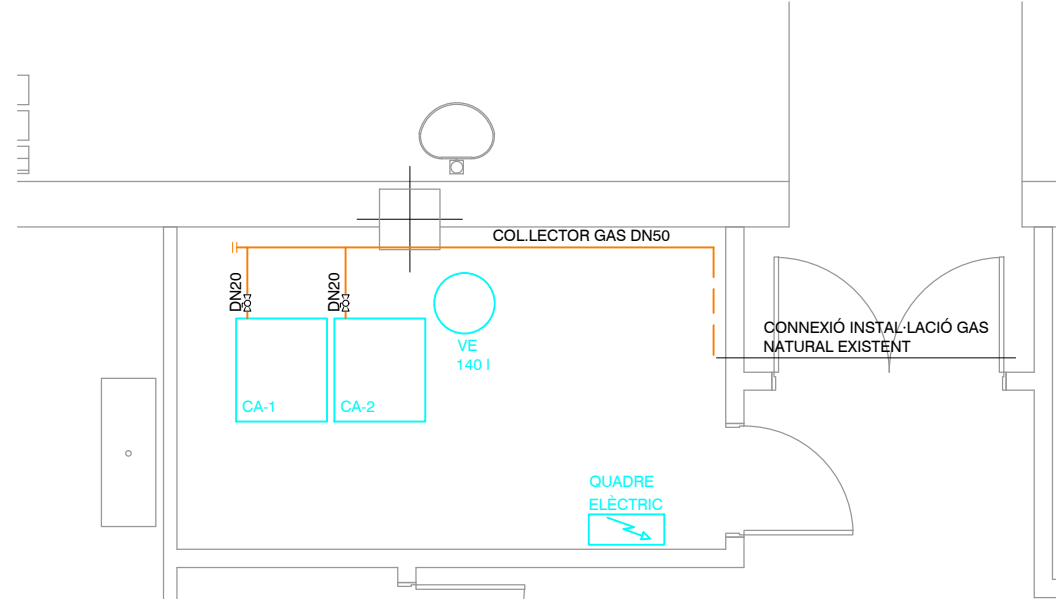 COL.LECTOR GAS DN50
DN20
DN20
CONNEXIÓ INSTAL·LACIÓ GAS
NATURAL EXISTENT
VE
140 l
CA-1
CA-2
QUADRE
ELÈCTRIC